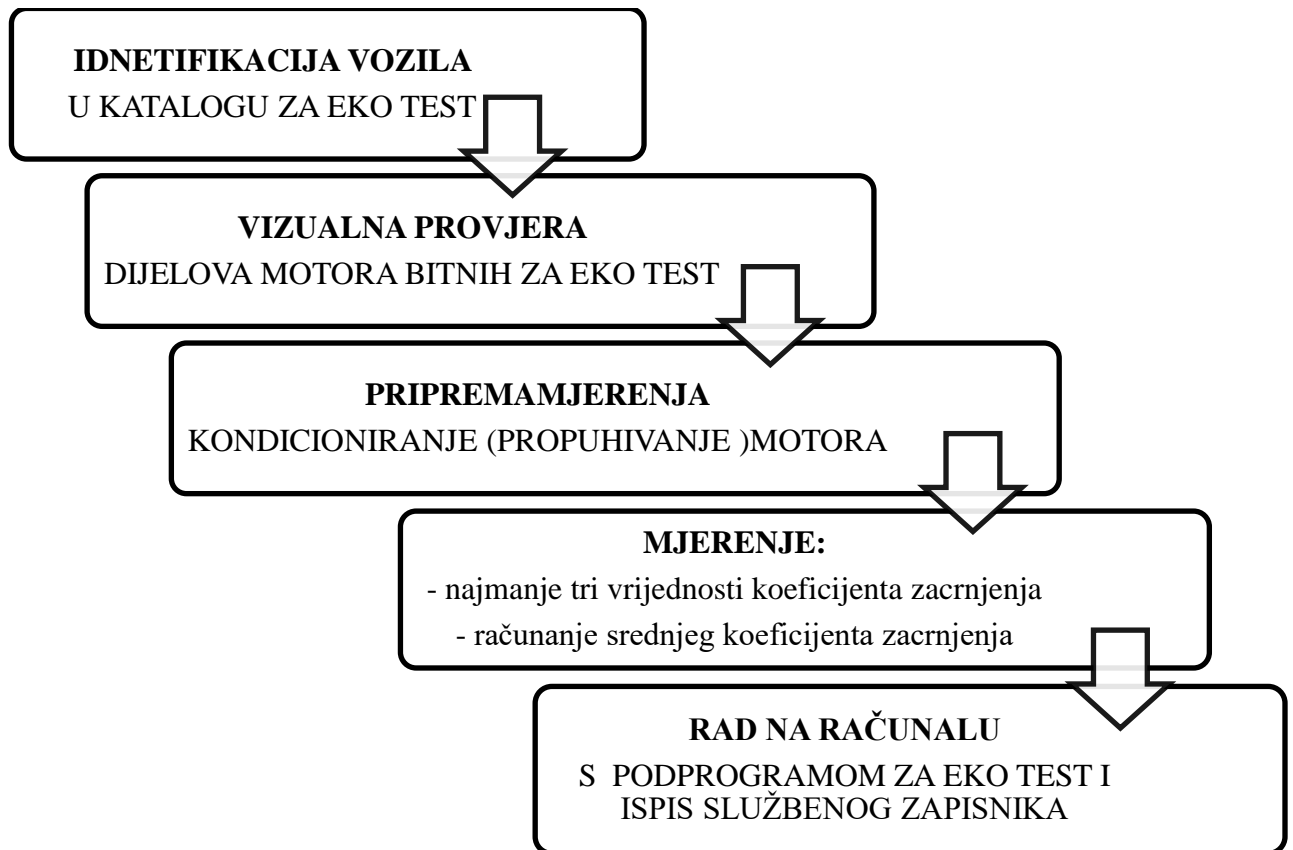 IDNETIFIKACIJA VOZILA
U KATALOGU ZA EKO TEST
VIZUALNA PROVJERA
DIJELOVA MOTORA BITNIH ZA EKO TEST
PRIPREMAMJERENJA
KONDICIONIRANJE (PROPUHIVANJE )MOTORA
MJERENJE:
- najmanje tri vrijednosti koeficijenta zacrnjenja
- računanje srednjeg koeficijenta zacrnjenja
RAD NA RAČUNALU
S PODPROGRAMOM ZA EKO TEST I
ISPIS SLUŽBENOG ZAPISNIKA